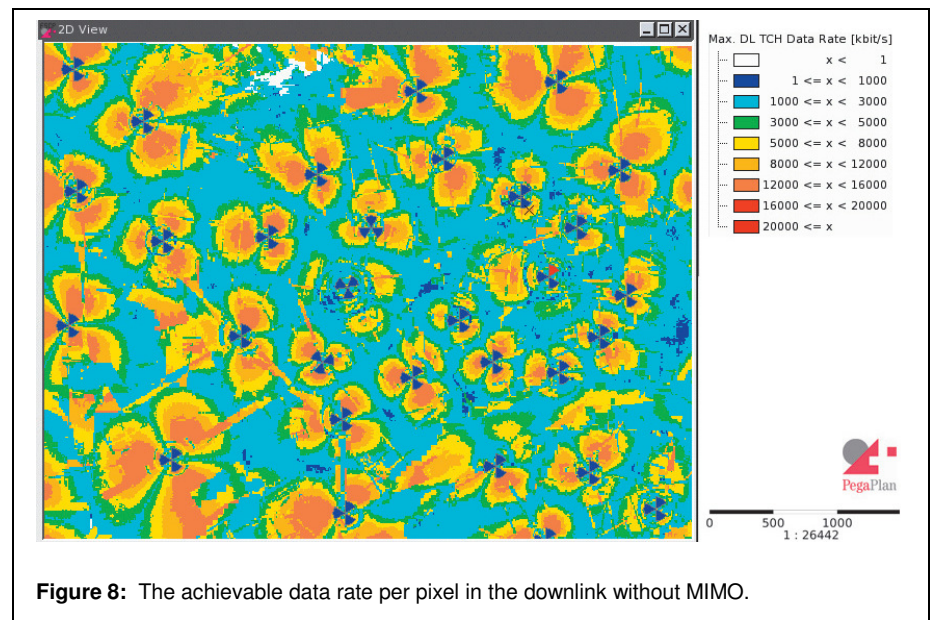 2D View
Max. DL TCH Data Rate [kbit/s]
x < 1
1 <= x < 1000
1000 <= x < 3000
3000 <= x < 5000
5000 <= x < 8000
8000 <= x < 12000
12000 <= x < 16000
16000 <= x < 20000
20000 <= x
PegaPlan
0 500 1000
1 : 26442
Figure 8: The achievable data rate per pixel in the downlink without MIMO.